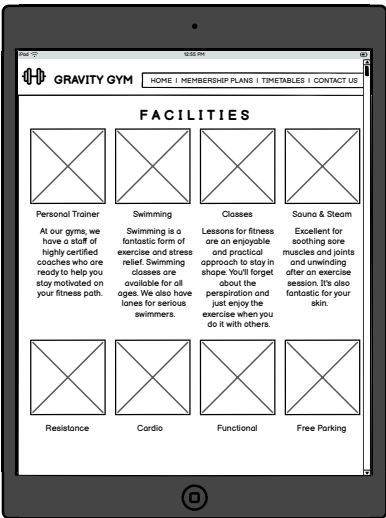 iPad
12:55 PM
GRAVITY GYM
HOME | MEMBERSHIP PLANS | TIMETABLES | CONTACT US
FACILITIES
Personal Trainer
At our gyms, we
have a staff of
highly certified
coaches who are
ready to help you
stay motivated on
your fitness path.
Swimming
Swimming is a
fantastic form of
exercise and stress
relief. Swimming
classes are
available for all
ages. We also have
lanes for serious
swimmers.
Classes
Lessons for fitness
are an enjoyable
and practical
approach to stay in
shape. You'll forget
about the
perspiration and
just enjoy the
exercise when you
do it with others.
Sauna & Steam
Excellent for
soothing sore
muscles and joints
and unwinding
after an exercise
session. It's also
fantastic for your
skin.
Resistance
Cardio
Functional
Free Parking